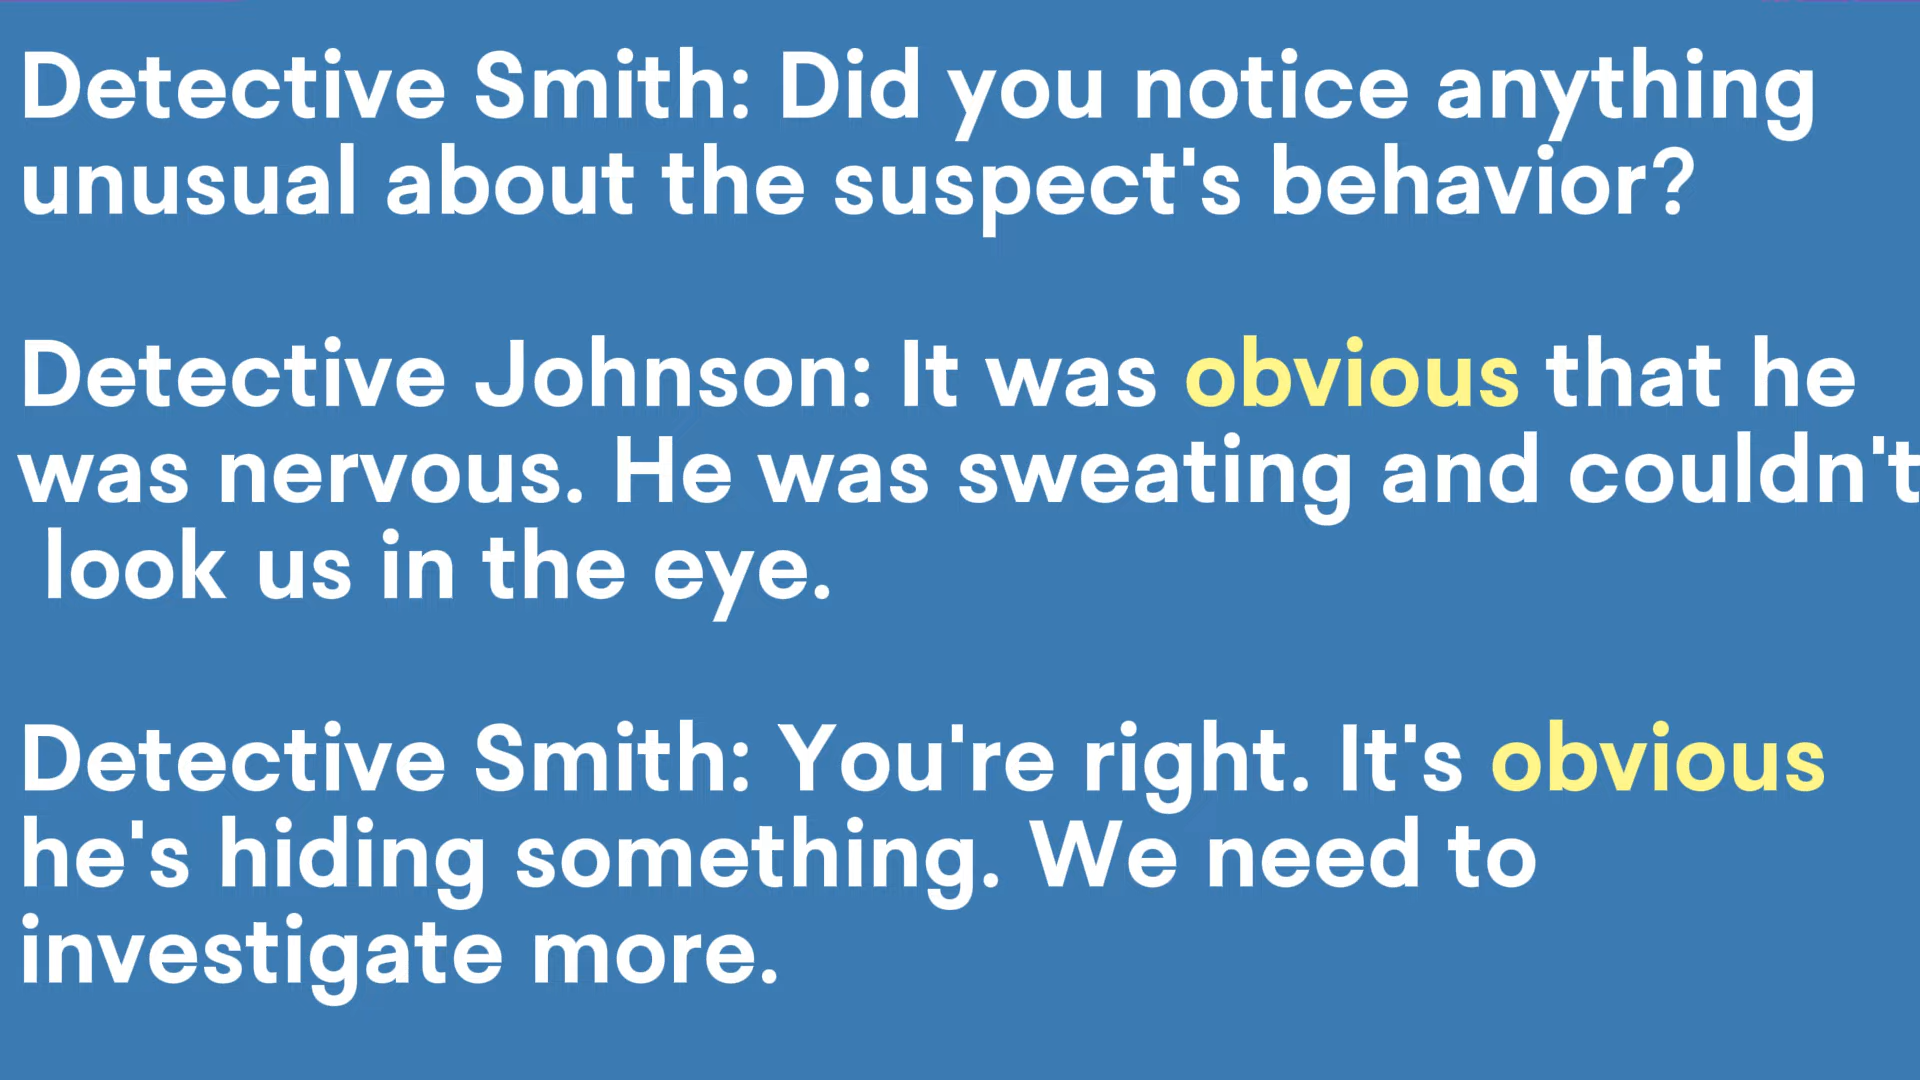 Detective Smith: Did you notice anything
unusual about the suspect's behavior?
Detective Johnson: It was obvious that he
was nervous. He was sweating and couldn't
look us in the eye.
Detective Smith: You're right. It's obvious
he's hiding something. We need to
investigate more.